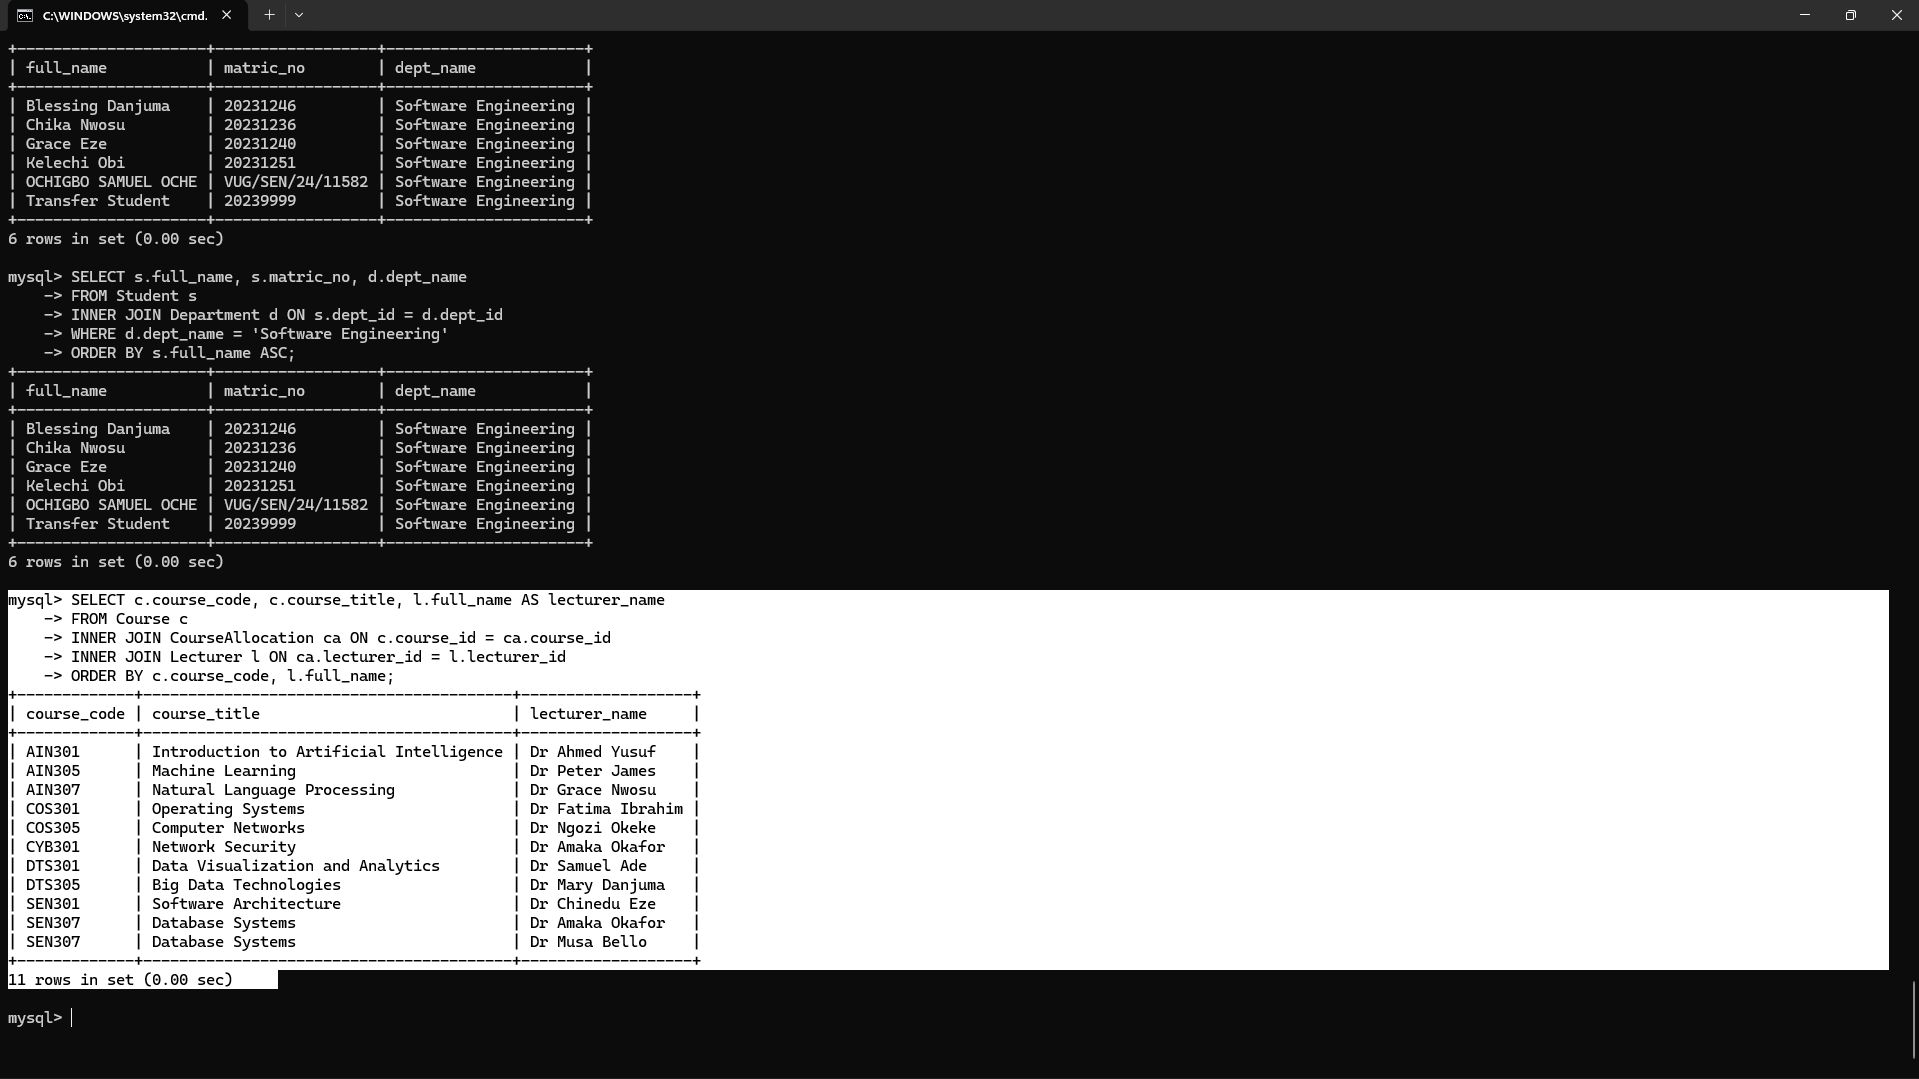 C:\WINDOWS\system32\cmd.
+---------------------+------------------+----------------------+
| full_name           | matric_no        | dept_name            |
+---------------------+------------------+----------------------+
| Blessing Danjuma    | 20231246         | Software Engineering |
| Chika Nwosu         | 20231236         | Software Engineering |
| Grace Eze           | 20231240         | Software Engineering |
| Kelechi Obi         | 20231251         | Software Engineering |
| OCHIGBO SAMUEL OCHE | VUG/SEN/24/11582 | Software Engineering |
| Transfer Student    | 20239999         | Software Engineering |
+---------------------+------------------+----------------------+
6 rows in set (0.00 sec)
mysql> SELECT s.full_name, s.matric_no, d.dept_name
    -> FROM Student s
    -> INNER JOIN Department d ON s.dept_id = d.dept_id
    -> WHERE d.dept_name = 'Software Engineering'
    -> ORDER BY s.full_name ASC;
+---------------------+------------------+----------------------+
| full_name           | matric_no        | dept_name            |
+---------------------+------------------+----------------------+
| Blessing Danjuma    | 20231246         | Software Engineering |
| Chika Nwosu         | 20231236         | Software Engineering |
| Grace Eze           | 20231240         | Software Engineering |
| Kelechi Obi         | 20231251         | Software Engineering |
| OCHIGBO SAMUEL OCHE | VUG/SEN/24/11582 | Software Engineering |
| Transfer Student    | 20239999         | Software Engineering |
+---------------------+------------------+----------------------+
6 rows in set (0.00 sec)
mysql> SELECT c.course_code, c.course_title, l.full_name AS lecturer_name
    -> FROM Course c
    -> INNER JOIN CourseAllocation ca ON c.course_id = ca.course_id
    -> INNER JOIN Lecturer l ON ca.lecturer_id = l.lecturer_id
    -> ORDER BY c.course_code, l.full_name;
+-------------+-----------------------------------------+-------------------+
| course_code | course_title                            | lecturer_name     |
+-------------+-----------------------------------------+-------------------+
| AIN301      | Introduction to Artificial Intelligence | Dr Ahmed Yusuf    |
| AIN305      | Machine Learning                        | Dr Peter James    |
| AIN307      | Natural Language Processing             | Dr Grace Nwosu    |
| COS301      | Operating Systems                       | Dr Fatima Ibrahim |
| COS305      | Computer Networks                       | Dr Ngozi Okeke    |
| CYB301      | Network Security                        | Dr Amaka Okafor   |
| DTS301      | Data Visualization and Analytics        | Dr Samuel Ade     |
| DTS305      | Big Data Technologies                   | Dr Mary Danjuma   |
| SEN301      | Software Architecture                   | Dr Chinedu Eze    |
| SEN307      | Database Systems                        | Dr Amaka Okafor   |
| SEN307      | Database Systems                        | Dr Musa Bello     |
+-------------+-----------------------------------------+-------------------+
11 rows in set (0.00 sec)
mysql>